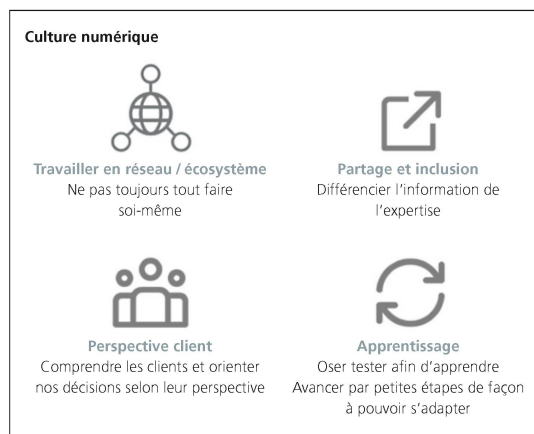 Culture numérique
Travailler en réseau / écosystème
Ne pas toujours tout faire
soi-même
Partage et inclusion
Différencier l'information de
l'expertise
Perspective client
Comprendre les clients et orienter
nos décisions selon leur perspective
Apprentissage
Oser tester afin d'apprendre
Avancer par petites étapes de façon
à pouvoir s'adapter